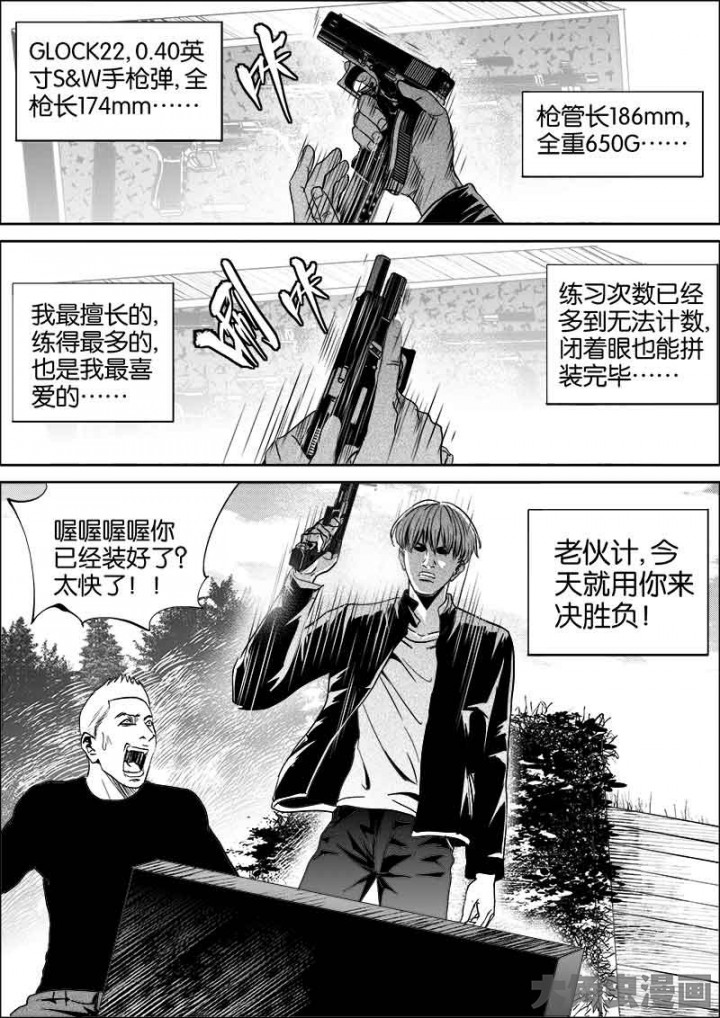 GLOCK22, 0.40英
寸S&W手枪弹, 全
枪长174mm……
咔
枪管长186mm,
全重650G……
我最擅长的,
练得最多的,
也是我最喜
爱的……
咔
练习次数已经
多到无法计数,
闭着眼也能拼
装完毕……
喔喔喔喔你
已经装好了?
太快了!!
老伙计, 今
天就用你来
决胜负!